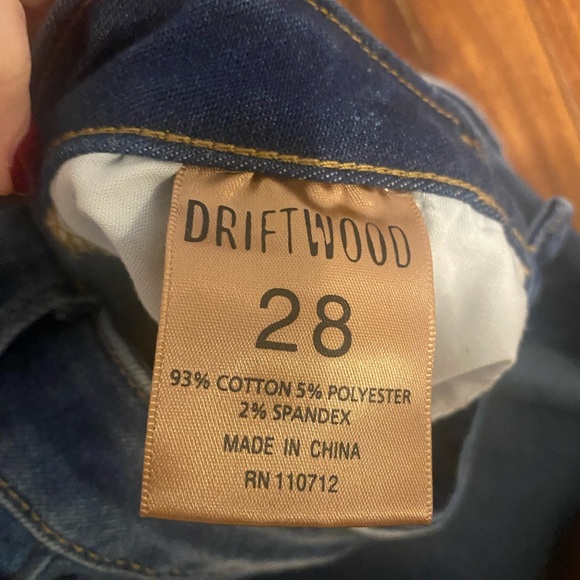 DRIFTWOOD
28
93% COTTON 5% POLYESTER
2% SPANDEX
MADE IN CHINA
RN 110712